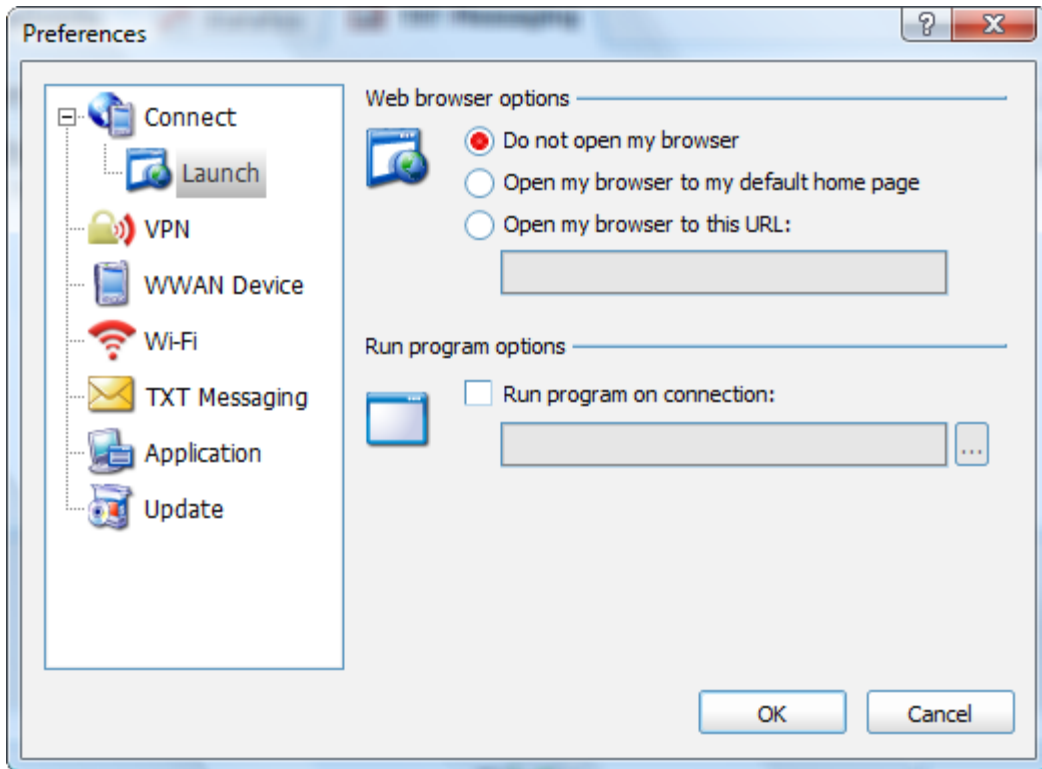 TXT Messaging
Preferences
?
X
Connect
Launch
VPN
WWAN Device
Wi-Fi
TXT Messaging
Application
Update
Web browser options
Do not open my browser
Open my browser to my default home page
Open my browser to this URL:
Run program options
Run program on connection:
...
OK
Cancel